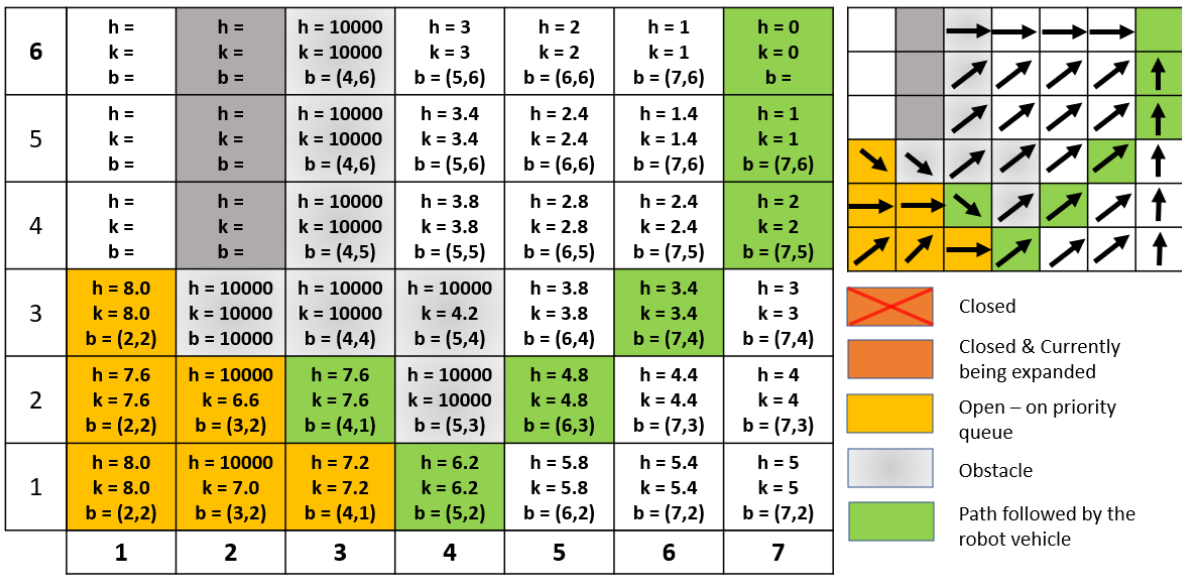 6
h =
k =
b =
h =
k =
b =
h = 10000
k = 10000
b = (4,6)
h = 3
k = 3
b = (5,6)
h = 2
k = 2
b = (6,6)
h = 1
k = 1
b = (7,6)
h = 0
k = 0
b =
5
h =
k =
b =
h =
k =
b =
h = 10000
k = 10000
b = (4,6)
h = 3.4
k = 3.4
b = (5,6)
h = 2.4
k = 2.4
b = (6,6)
h = 1.4
k = 1.4
b = (7,6)
h = 1
k = 1
b = (7,6)
4
h =
k =
b =
h =
k =
b =
h = 10000
k = 10000
b = (4,5)
h = 3.8
k = 3.8
b = (5,5)
h = 2.8
k = 2.8
b = (6,5)
h = 2.4
k = 2.4
b = (7,5)
h = 2
k = 2
b = (7,5)
3
h = 8.0
k = 8.0
b = (2,2)
h = 10000
k = 10000
b = 10000
h = 10000
k = 10000
b = (4,4)
h = 10000
k = 4.2
b = (5,4)
h = 3.8
k = 3.8
b = (6,4)
h = 3.4
k = 3.4
b = (7,4)
h = 3
k = 3
b = (7,4)
2
h = 7.6
k = 7.6
b = (2,2)
h = 10000
k = 6.6
b = (3,2)
h = 7.6
k = 7.6
b = (4,1)
h = 10000
k = 10000
b = (5,3)
h = 4.8
k = 4.8
b = (6,3)
h = 4.4
k = 4.4
b = (7,3)
h = 4
k = 4
b = (7,3)
1
h = 8.0
k = 8.0
b = (2,2)
h = 10000
k = 7.0
b = (3,2)
h = 7.2
k = 7.2
b = (4,1)
h = 6.2
k = 6.2
b = (5,2)
h = 5.8
k = 5.8
b = (6,2)
h = 5.4
k = 5.4
b = (7,2)
h = 5
k = 5
b = (7,2)
1 2 3 4 5 6 7
Closed
Closed & Currently
being expanded
Open – on priority
queue
Obstacle
Path followed by the
robot vehicle